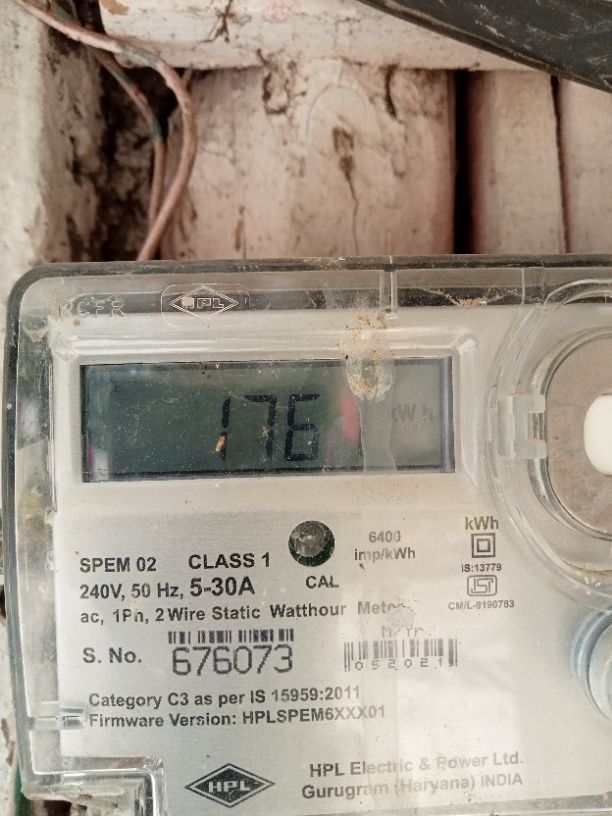 HPL
176 kWh
6400
imp/kWh
kWh
SPEM 02 CLASS 1
240V, 50 Hz, 5-30A
CAL
IS:13779
ISI
CM/L-9190783
ac, 1Ph, 2 Wire Static Watthour Meter
M/Yr.
S. No. 676073
052021
Category C3 as per IS 15959:2011
Firmware Version: HPLSPEM6XXX01
HPL
HPL Electric & Power Ltd.
Gurugram (Haryana) INDIA